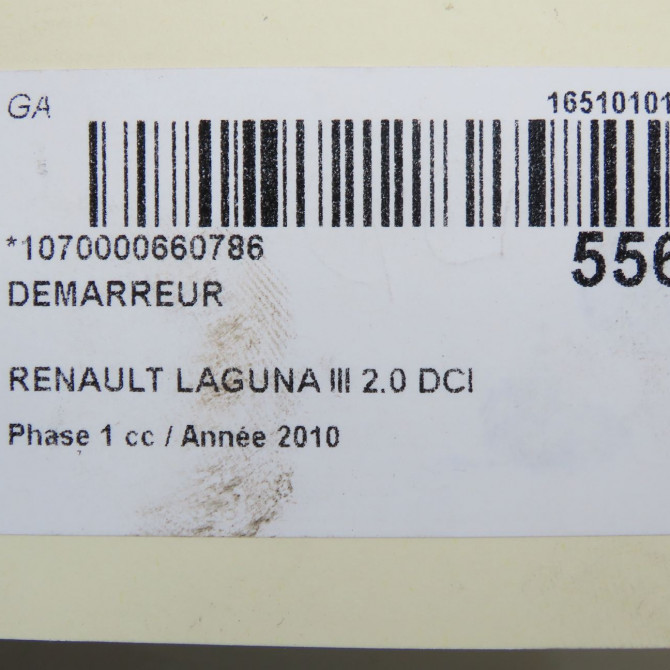 GA 16510101
*1070000660786 556
DEMARREUR
RENAULT LAGUNA III 2.0 DCI
Phase 1 cc / Année 2010